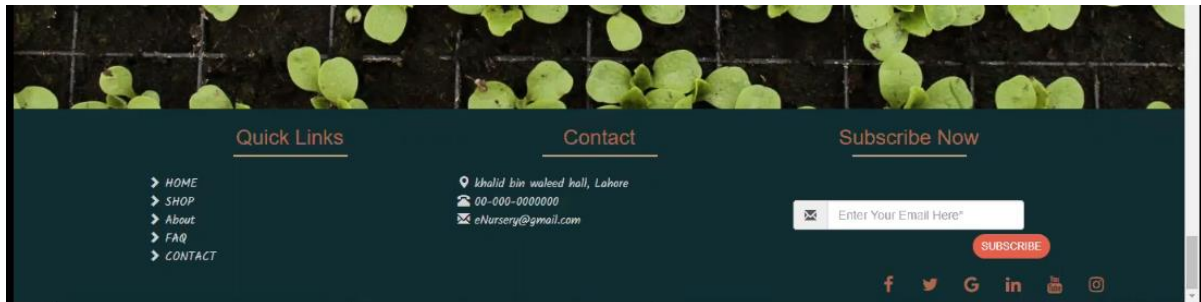 Quick Links
HOME
SHOP
About
FAQ
CONTACT
Contact
khalid bin waleed hall, Lahore
00-000-0000000
eNursery@gmail.com
Subscribe Now
Enter Your Email Here*
SUBSCRIBE